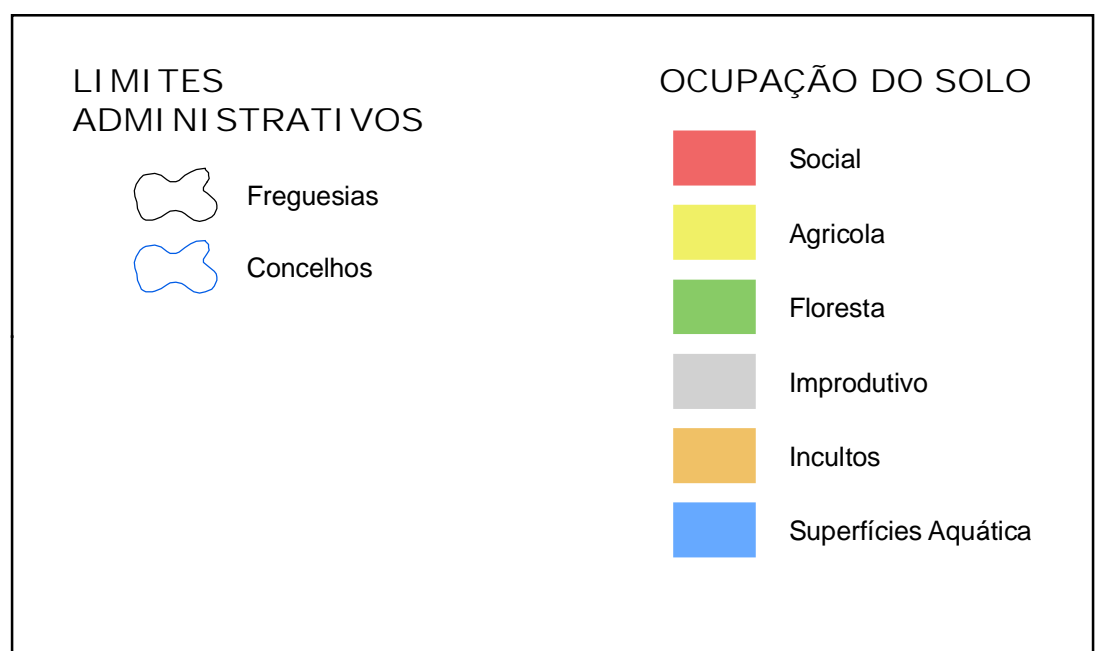 LIMITES
ADMINISTRATIVOS
Freguesias
Concelhos
OCUPAÇÃO DO SOLO
Social
Agricola
Floresta
Improdutivo
Incultos
Superfícies Aquática